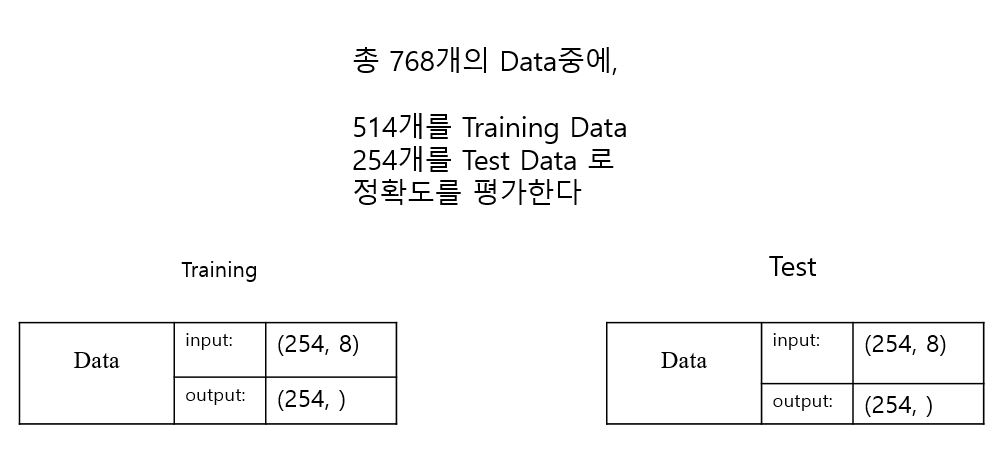 총 768개의 Data중에,
514개를 Training Data
254개를 Test Data 로
정확도를 평가한다
Training
Test
Data
input:
(254, 8)
output:
(254, )
Data
input:
(254, 8)
output:
(254, )